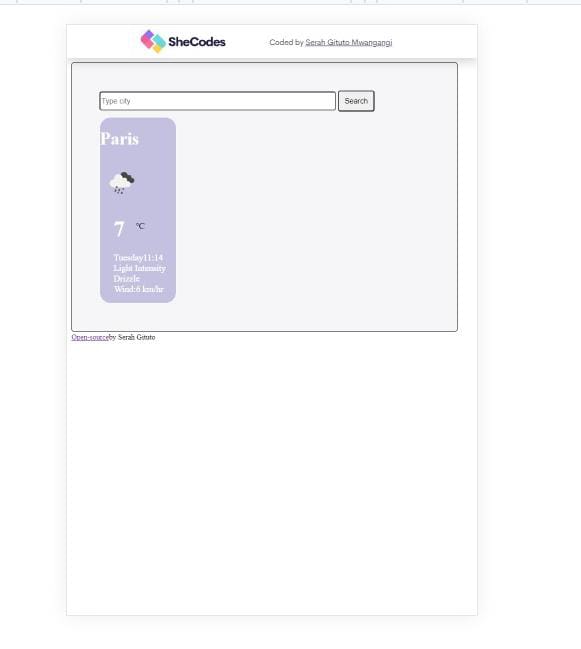 SheCodes
Coded by Serah Gituto Mwangangi
Type city
Search
Paris
7 °C
Tuesday11:14
Light Intensity
Drizzle
Wind:6 km/hr
Open-sourceby Serah Gituto